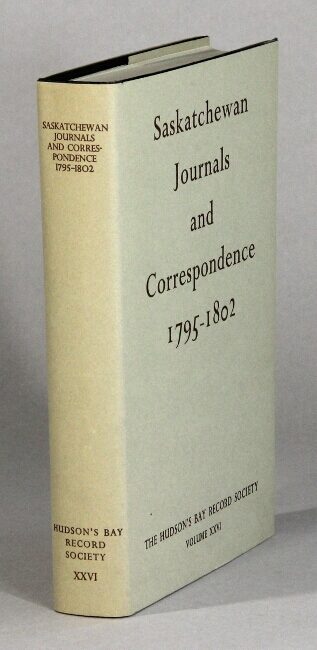 SASKATCHEWAN
JOURNALS
AND CORRES-
PONDENCE
1795-1802
HUDSON'S BAY
RECORD
SOCIETY
XXVI
Saskatchewan
Journals
and
Correspondence
1795-1802
THE HUDSON'S BAY RECORD SOCIETY
VOLUME XXVI